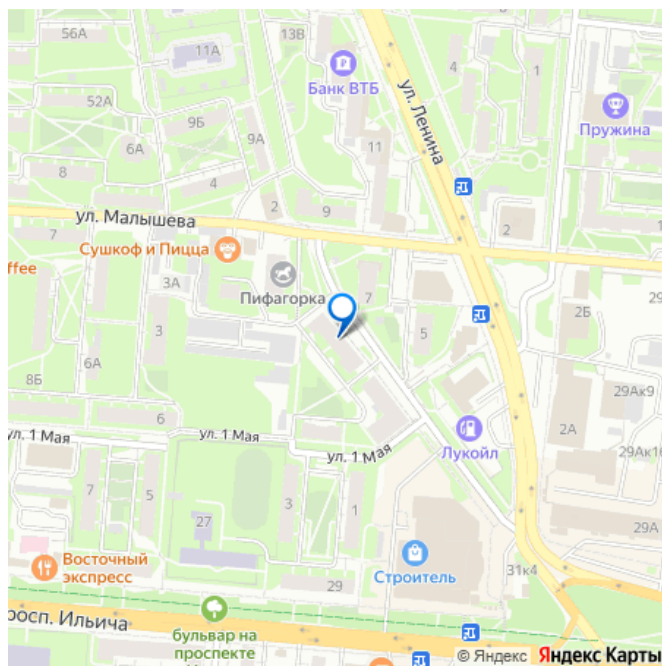 56А
11А
13В
Банк ВТБ
ул. Ленина
4
1
Пружина
52А
9Б
9А
6А
11
8
4
2
9
2
ул. Малышева
7
Сушкоф и Пицца
ffee
3А
Пифагорка
7
5
2Б
29
3
6А
8Б
29Ак9
2А
6
ул. 1 Мая
ул. 1 Мая
ул. 1 Мая
Лукойл
29Ак1
7
5
3
1
27
29А
Восточный
экспресс
29
Строитель
31к4
просп. Ильича
бульвар на
проспекте
© Яндекс Яндекс Карты